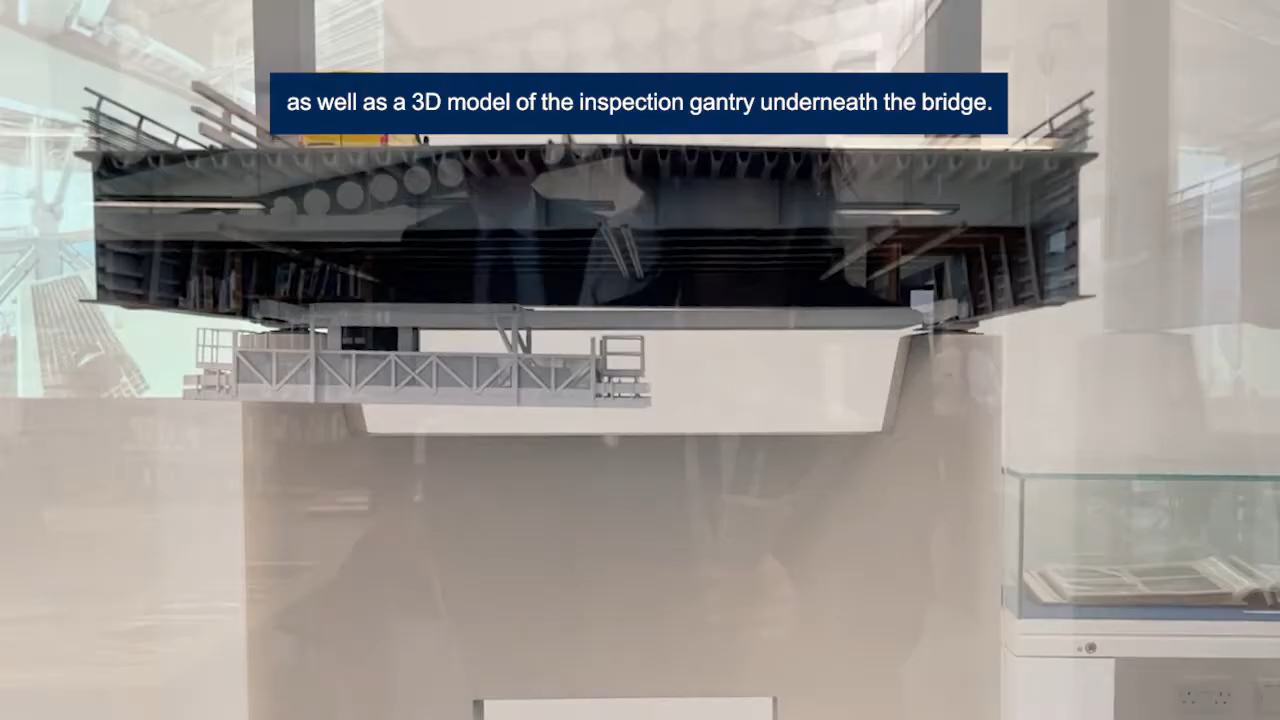 as well as a 3D model of the inspection gantry underneath the bridge.